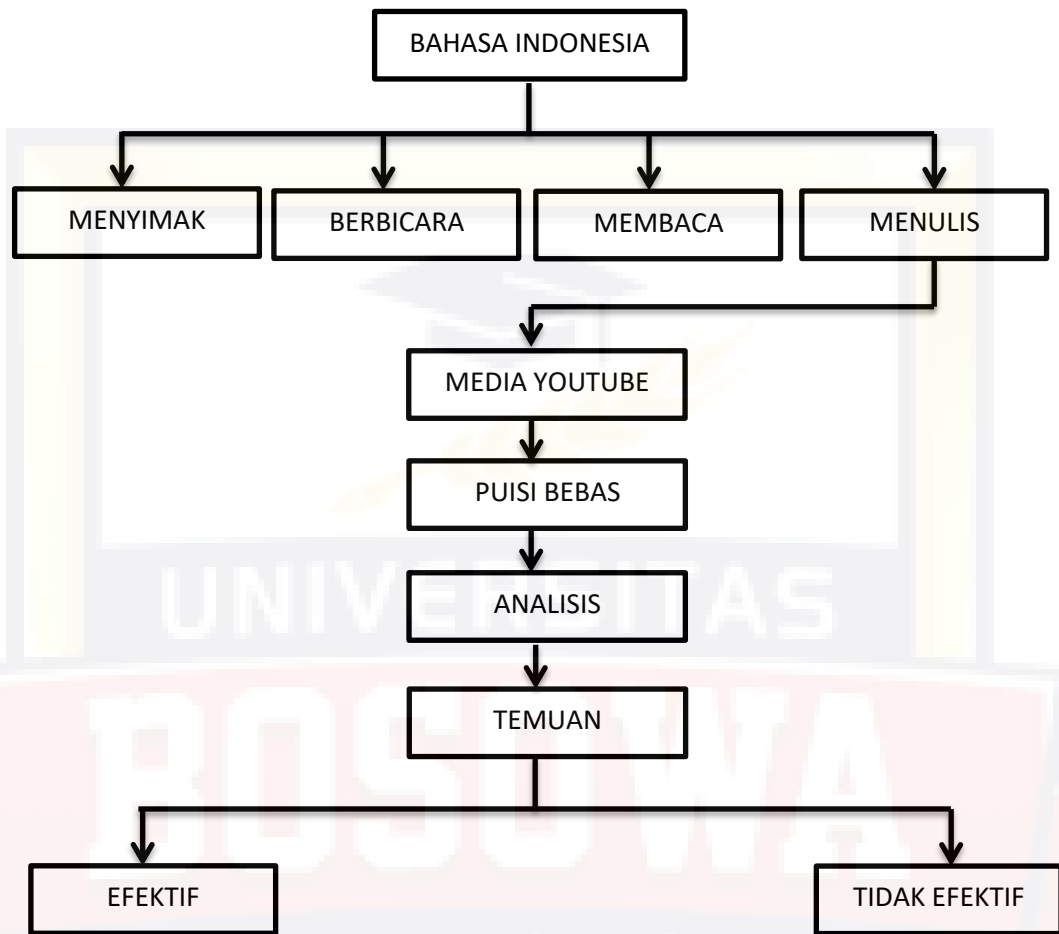 BAHASA INDONESIA
MENYIMAK
BERBICARA
MEMBACA
MENULIS
MEDIA YOUTUBE
PUISI BEBAS
ANALISIS
UNIVERSITAS
TEMUAN
BOSOWA
EFEKTIF
TIDAK EFEKTIF